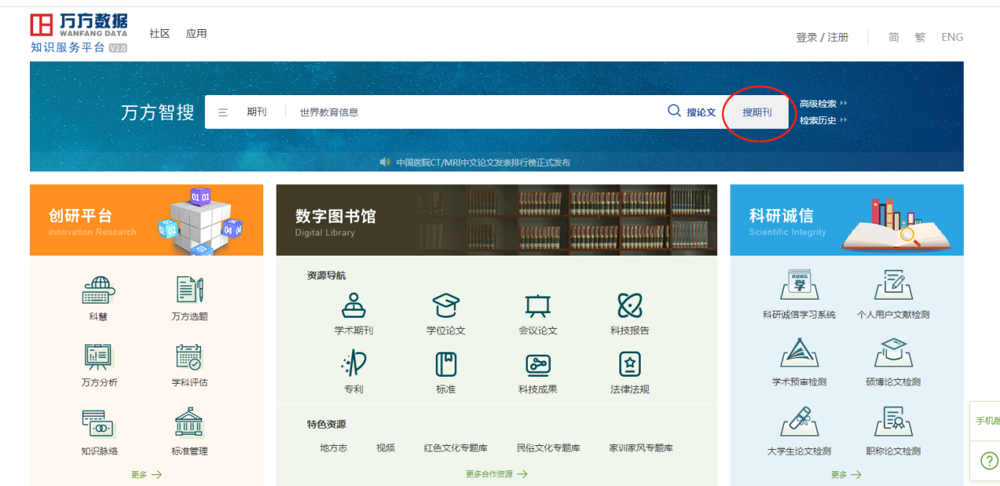 万方数据
WANFANG DATA
知识服务平台 V2.0
社区 应用
登录 / 注册 简 繁 ENG
万方智搜 期刊 世界教育信息 搜论文 搜期刊
高级检索
检索历史
中国医院CT/MRI中文论文发表排行榜正式发布
创研平台
innovation Research
01 01
02 04
科慧 万方选题
万方分析 学科评估
知识脉络 标准管理
更多
数字图书馆
Digital Library
资源导航
学术期刊 学位论文 会议论文 科技报告
专利 标准 科技成果 法律法规
特色资源
地方志 视频 红色文化专题库 民俗文化专题库 家训家风专题库
更多合作资源
科研诚信
Scientific Integrity
科研诚信学习系统 个人用户文献检测
学术预审检测 硕博论文检测
大学生论文检测 职称论文检测
更多
手机版
?